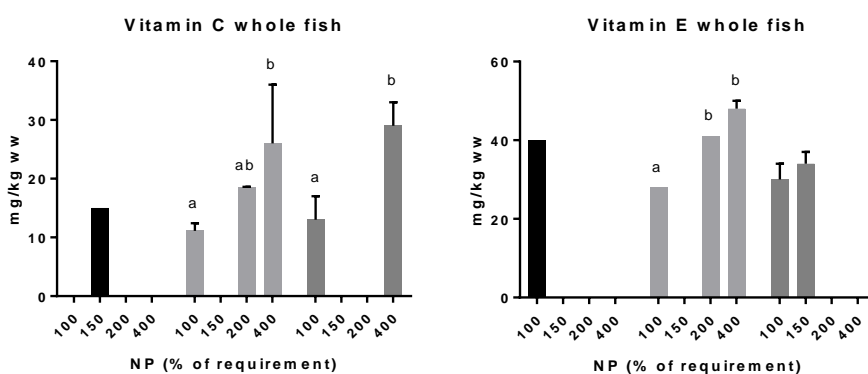 Vitamin C whole fish
mg/kg ww
40
30
20
10
0
a
ab
b
a
b
100 150 200 400 100 150 200 400 100 150 200 400
NP (% of requirement)
Vitamin E whole fish
mg/kg ww
60
40
20
0
a
b
b
100 150 200 400 100 150 200 400 100 150 200 400
NP (% of requirement)